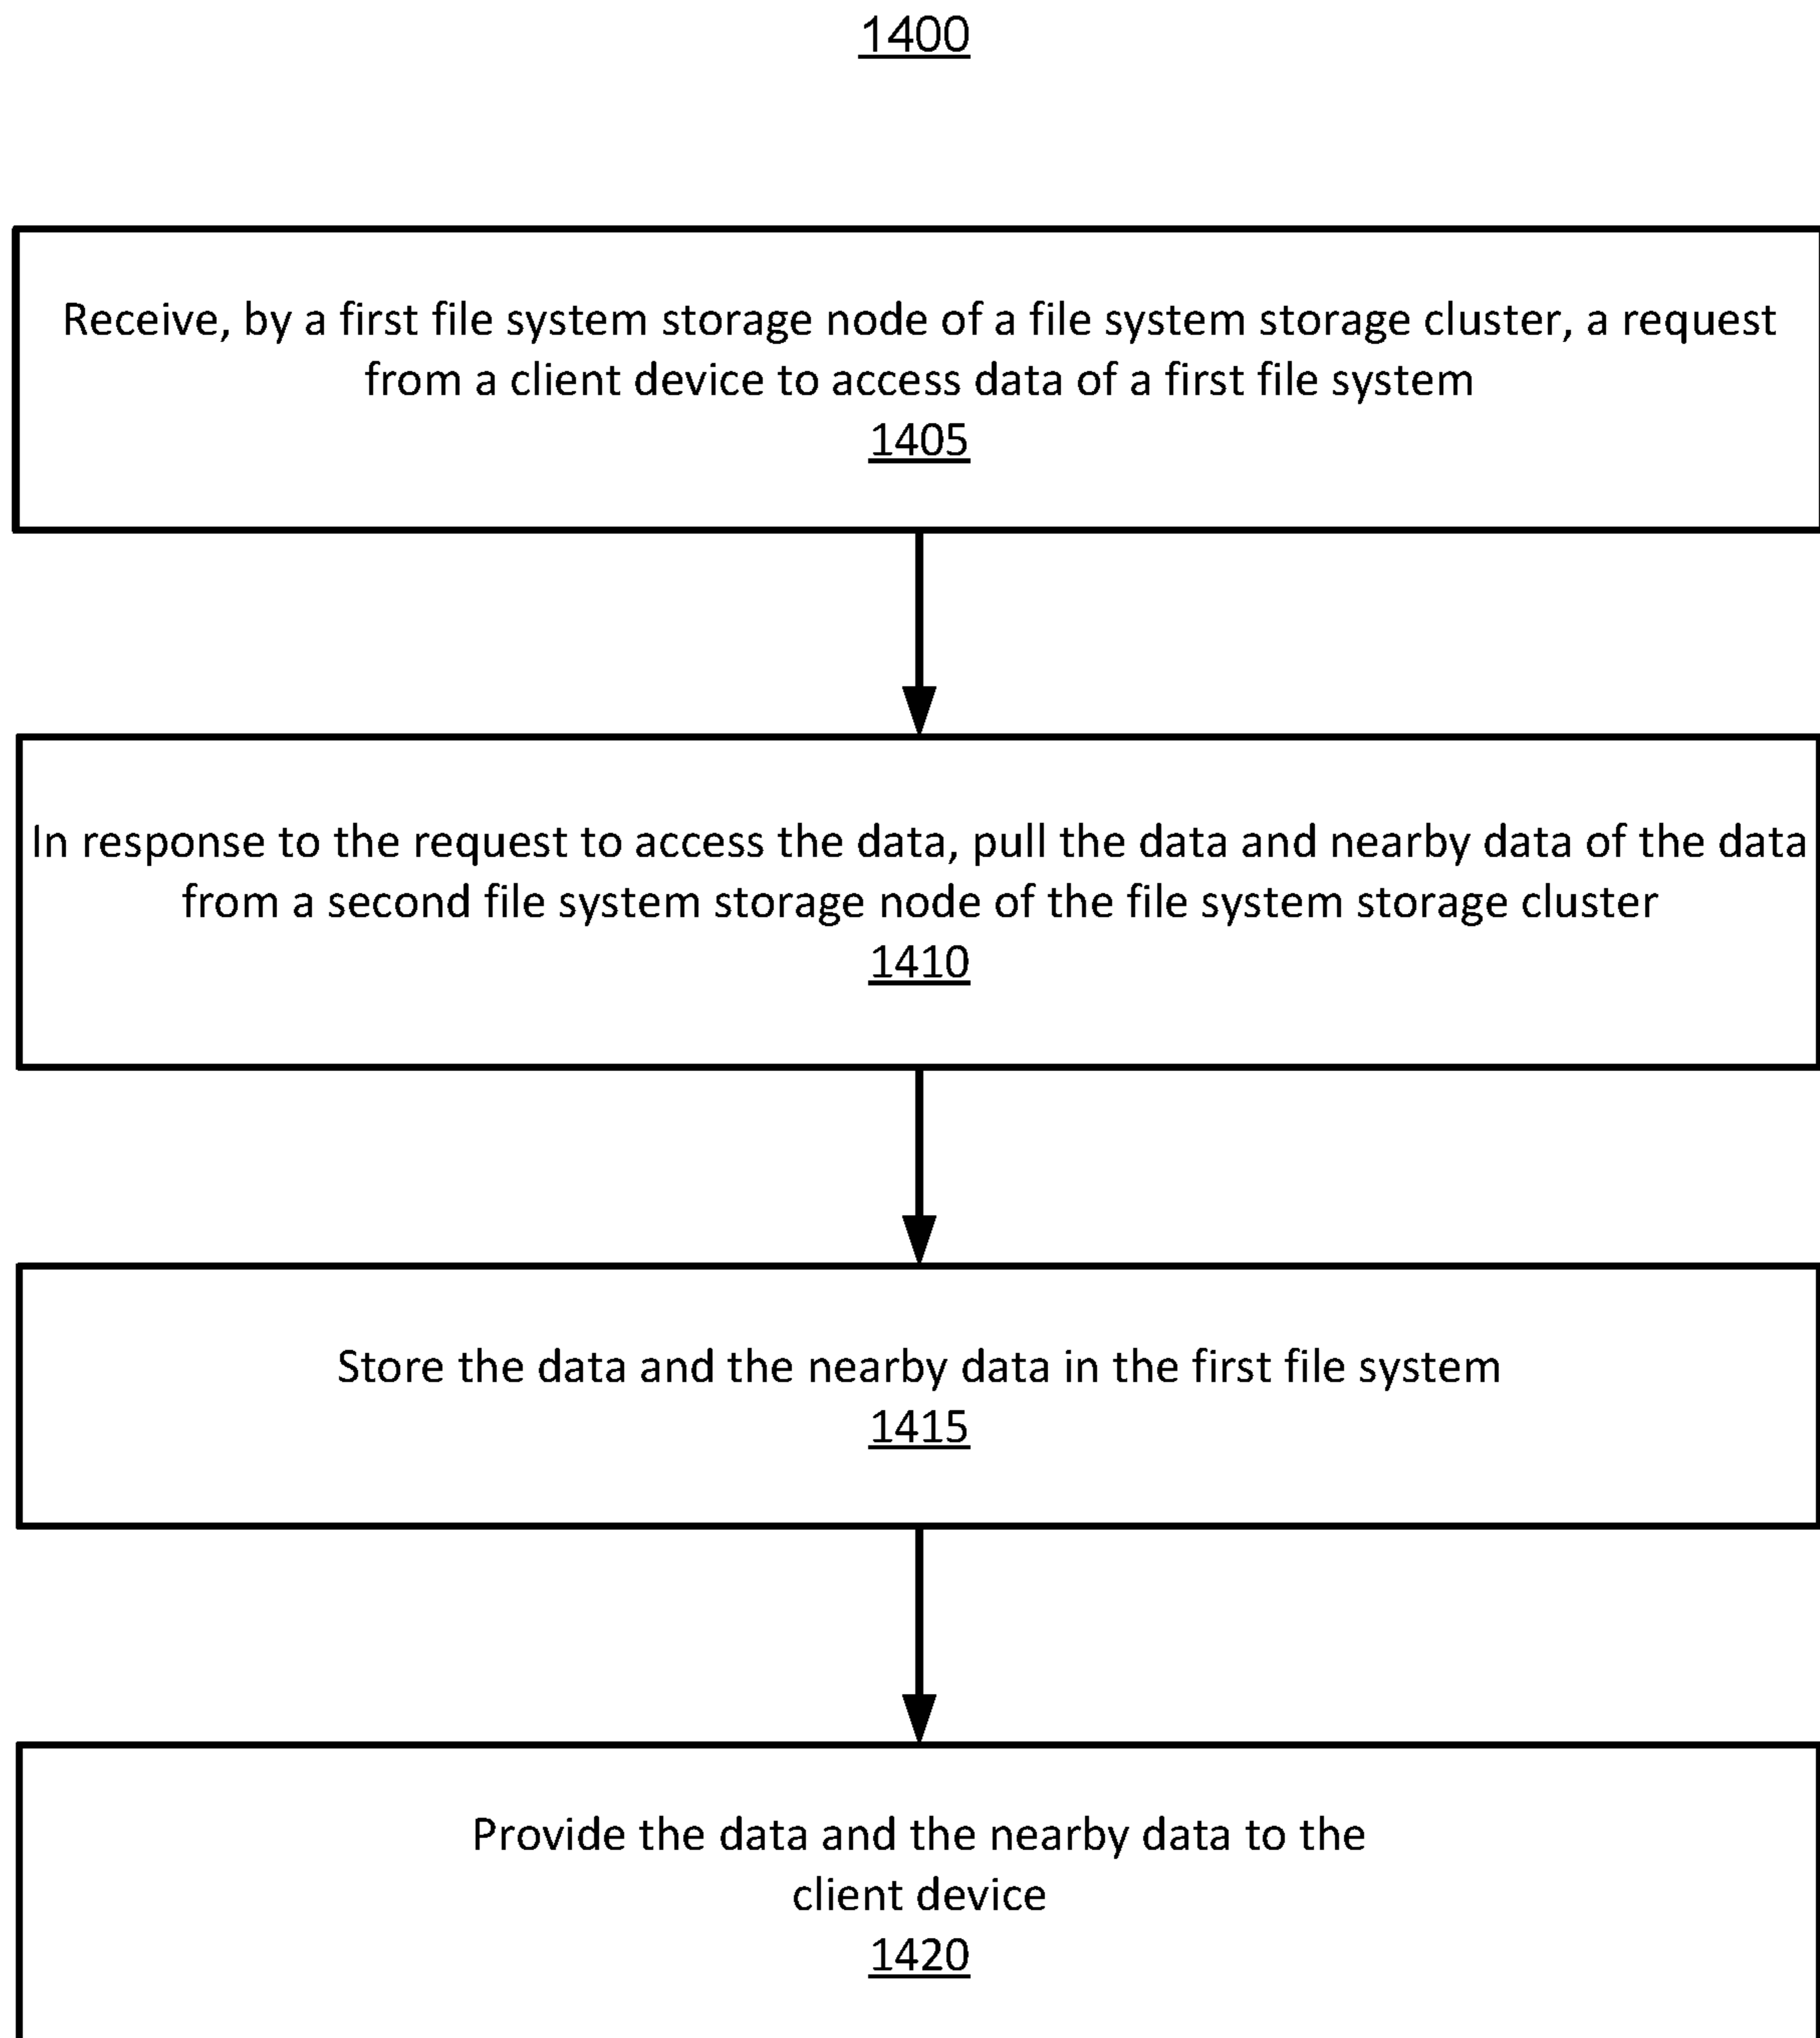 1400
Receive, by a first file system storage node of a file system storage cluster, a request
from a client device to access data of a first file system
1405
In response to the request to access the data, pull the data and nearby data of the data
from a second file system storage node of the file system storage cluster
1410
Store the data and the nearby data in the first file system
1415
Provide the data and the nearby data to the
client device
1420